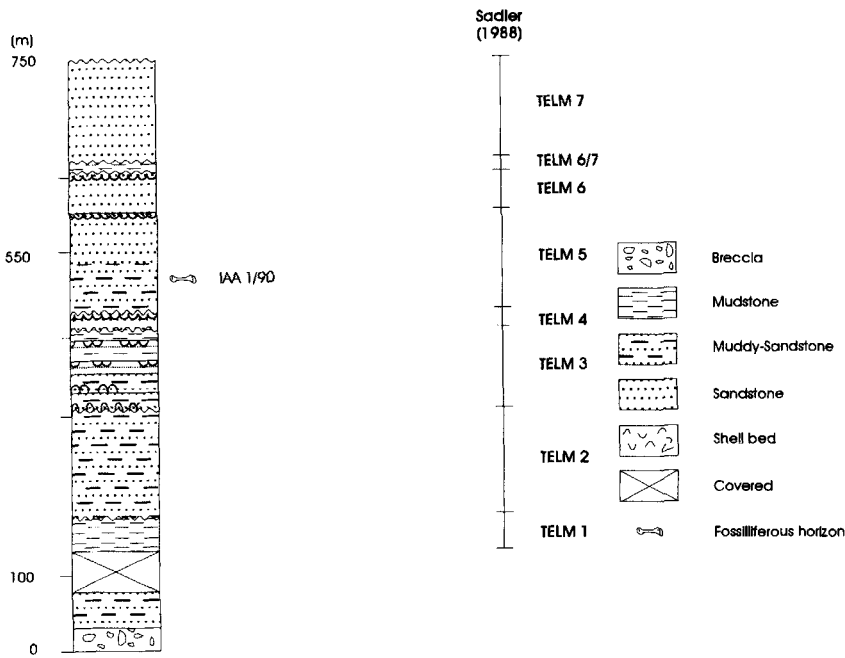 Sadler
(1988)
(m)
750
TELM 7
TELM 6/7
TELM 6
550
TELM 5
Breccia
IAA 1/90
Mudstone
TELM 4
Muddy-Sandstone
TELM 3
Sandstone
Shell bed
TELM 2
Covered
TELM 1
Fossilliferous horizon
100
0